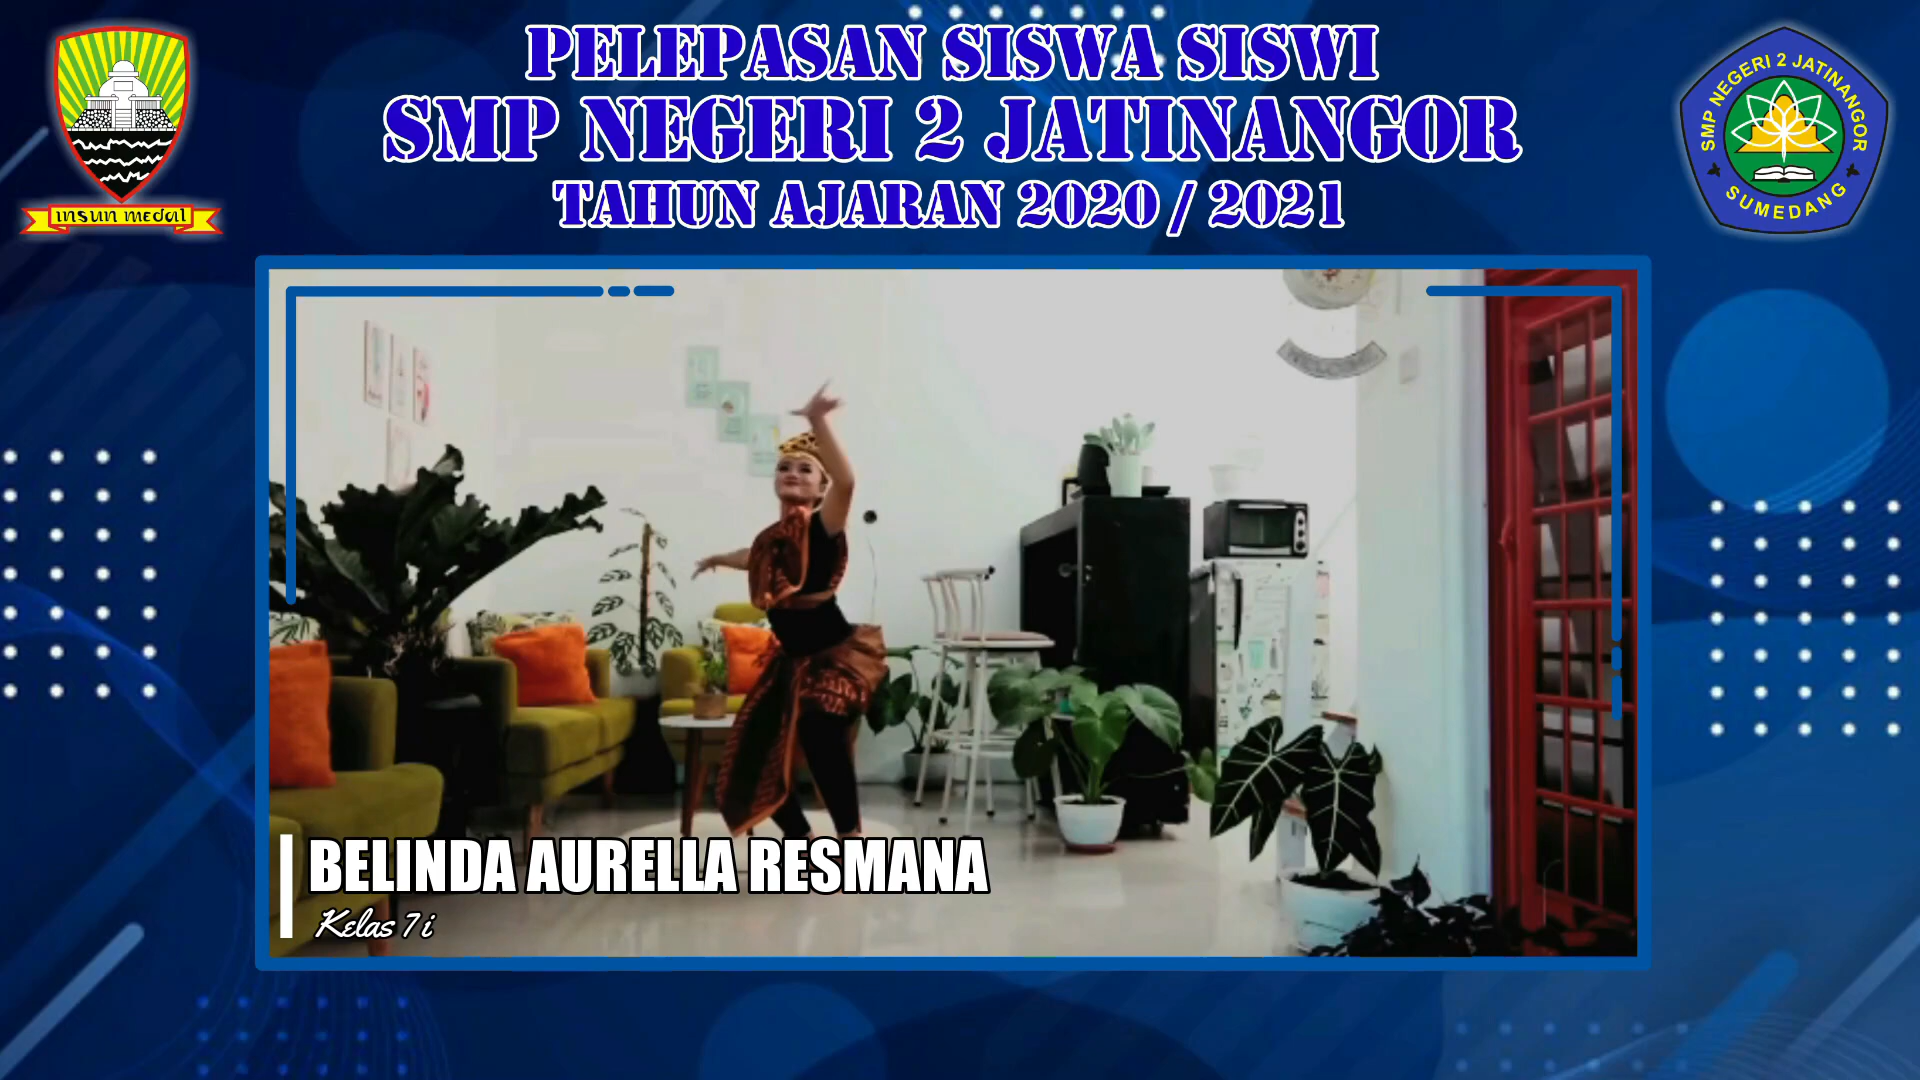 PELEPASAN SISWA SISWI
SMP NEGERI 2 JATINANGOR
TAHUN AJARAN 2020 / 2021
insun medal
SMP NEGERI 2 JATINANGOR
SUMEDANG
BELINDA AURELLA RESMANA
Kelas 7 i